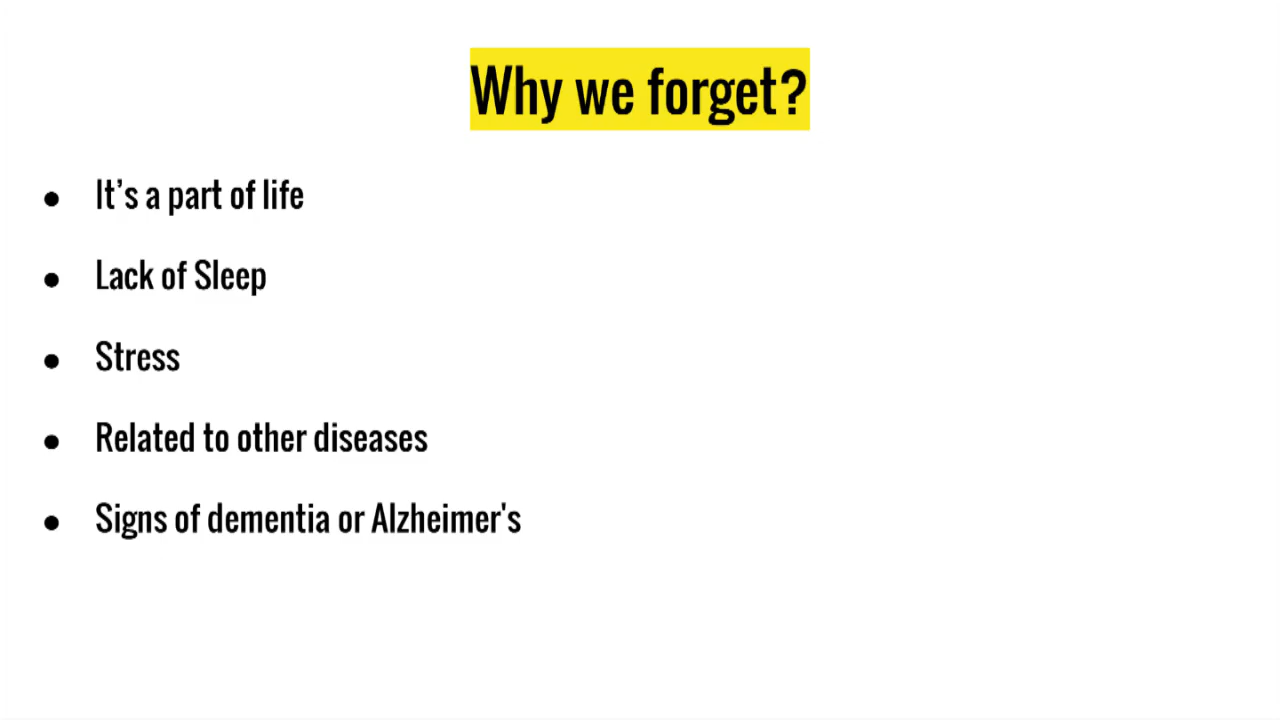 Why we forget?
● It’s a part of life
● Lack of Sleep
● Stress
● Related to other diseases
● Signs of dementia or Alzheimer's